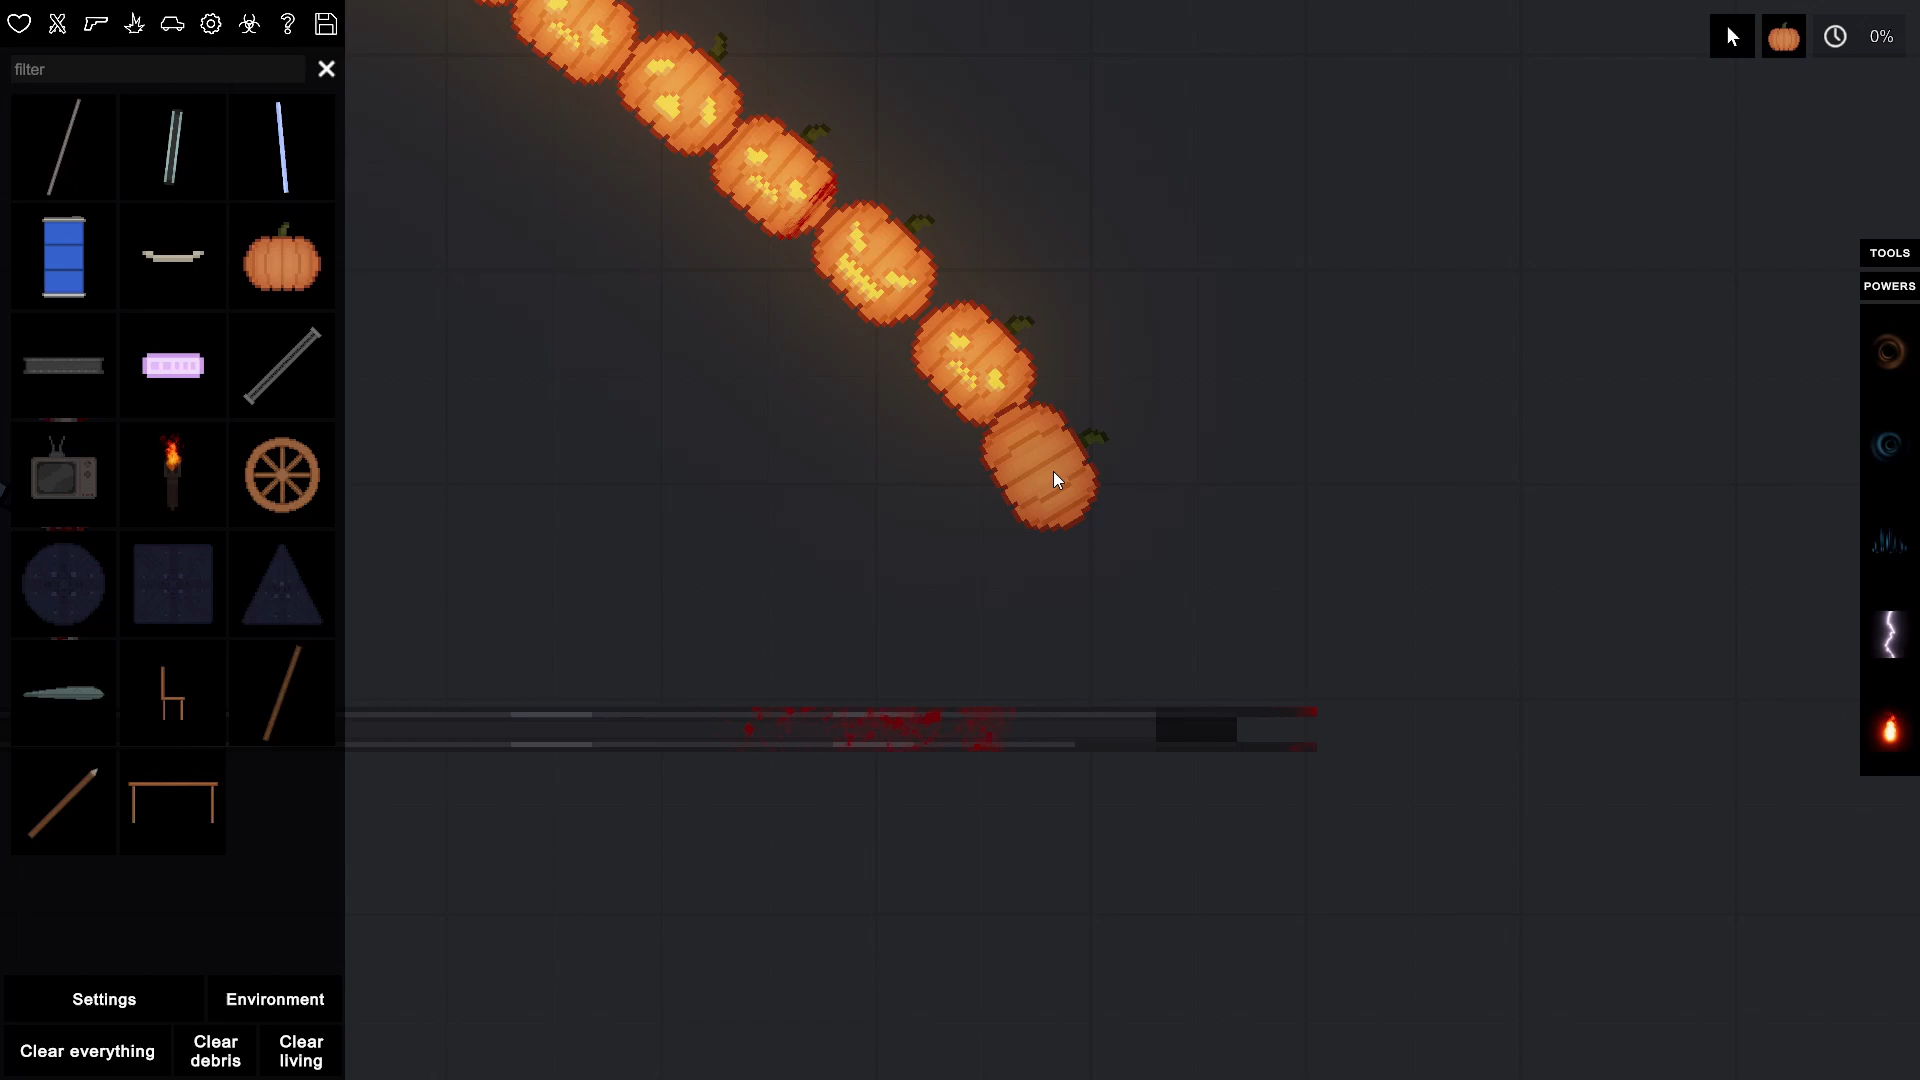 filter
0%
TOOLS
POWERS
Settings
Environment
Clear everything
Clear
debris
Clear
living